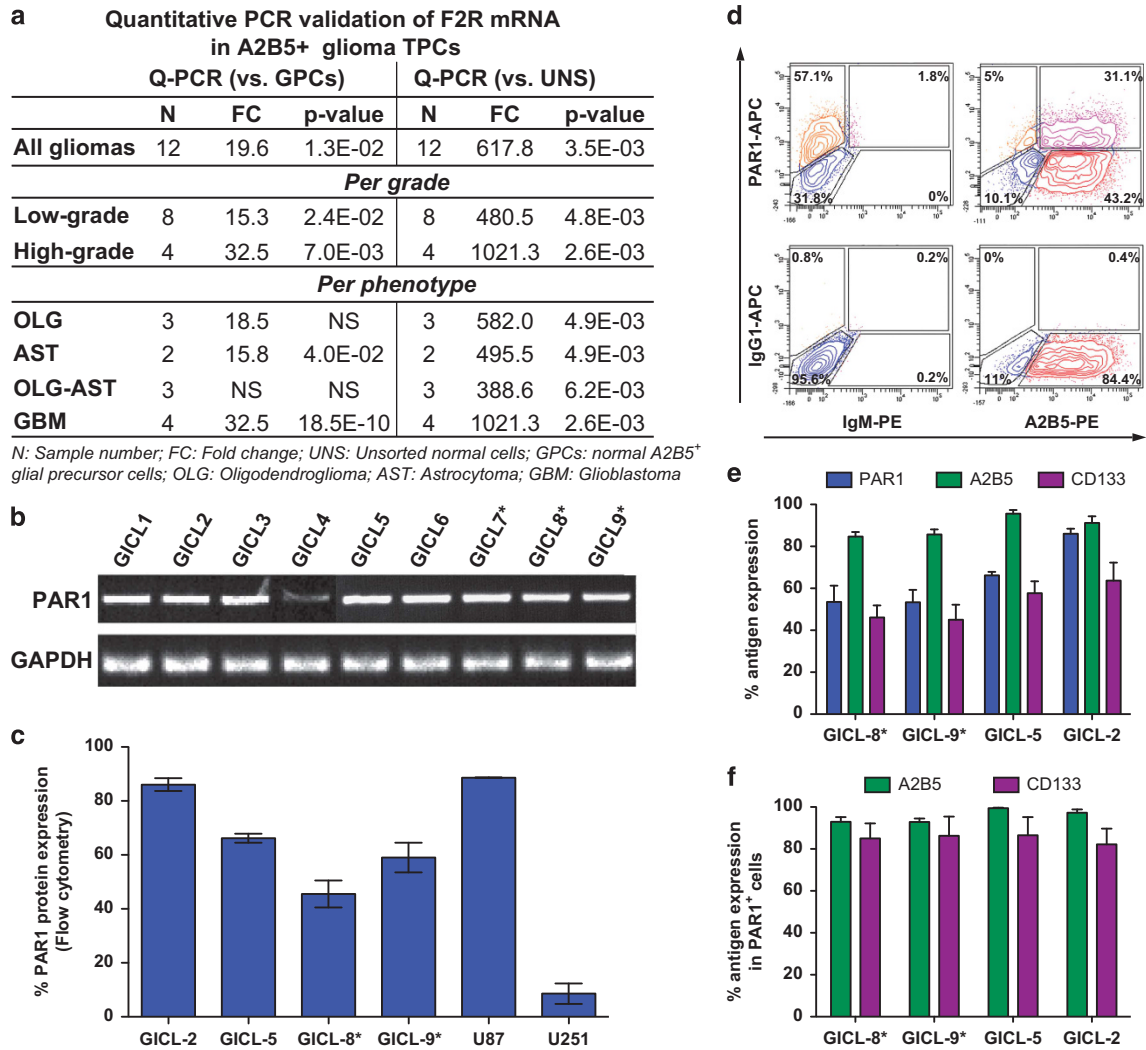 a
Quantitative PCR validation of F2R mRNA
in A2B5+ glioma TPCs
Q-PCR (vs. GPCs) Q-PCR (vs. UNS)
N FC p-value N FC p-value
All gliomas 12 19.6 1.3E-02 12 617.8 3.5E-03
Per grade
Low-grade 8 15.3 2.4E-02 8 480.5 4.8E-03
High-grade 4 32.5 7.0E-03 4 1021.3 2.6E-03
Per phenotype
OLG 3 18.5 NS 3 582.0 4.9E-03
AST 2 15.8 4.0E-02 2 495.5 4.9E-03
OLG-AST 3 NS NS 3 388.6 6.2E-03
GBM 4 32.5 18.5E-10 4 1021.3 2.6E-03
N: Sample number; FC: Fold change; UNS: Unsorted normal cells; GPCs: normal A2B5+
glial precursor cells; OLG: Oligodendroglioma; AST: Astrocytoma; GBM: Glioblastoma
b
GICL1 GICL2 GICL3 GICL4 GICL5 GICL6 GICL7* GICL8* GICL9*
PAR1
GAPDH
c
% PAR1 protein expression
(Flow cytometry)
100
80
60
40
20
0
GICL-2 GICL-5 GICL-8* GICL-9* U87 U251
d
PAR1-APC
57.1% 1.8% 5% 31.1%
31.8% 0% 10.1% 43.2%
IgG1-APC
0.8% 0.2% 0% 0.4%
95.6% 0.2% 11% 84.4%
IgM-PE A2B5-PE
e
PAR1 A2B5 CD133
% antigen expression
100
80
60
40
20
0
GICL-8* GICL-9* GICL-5 GICL-2
f
A2B5 CD133
% antigen expression
in PAR1+ cells
100
80
60
40
20
0
GICL-8* GICL-9* GICL-5 GICL-2